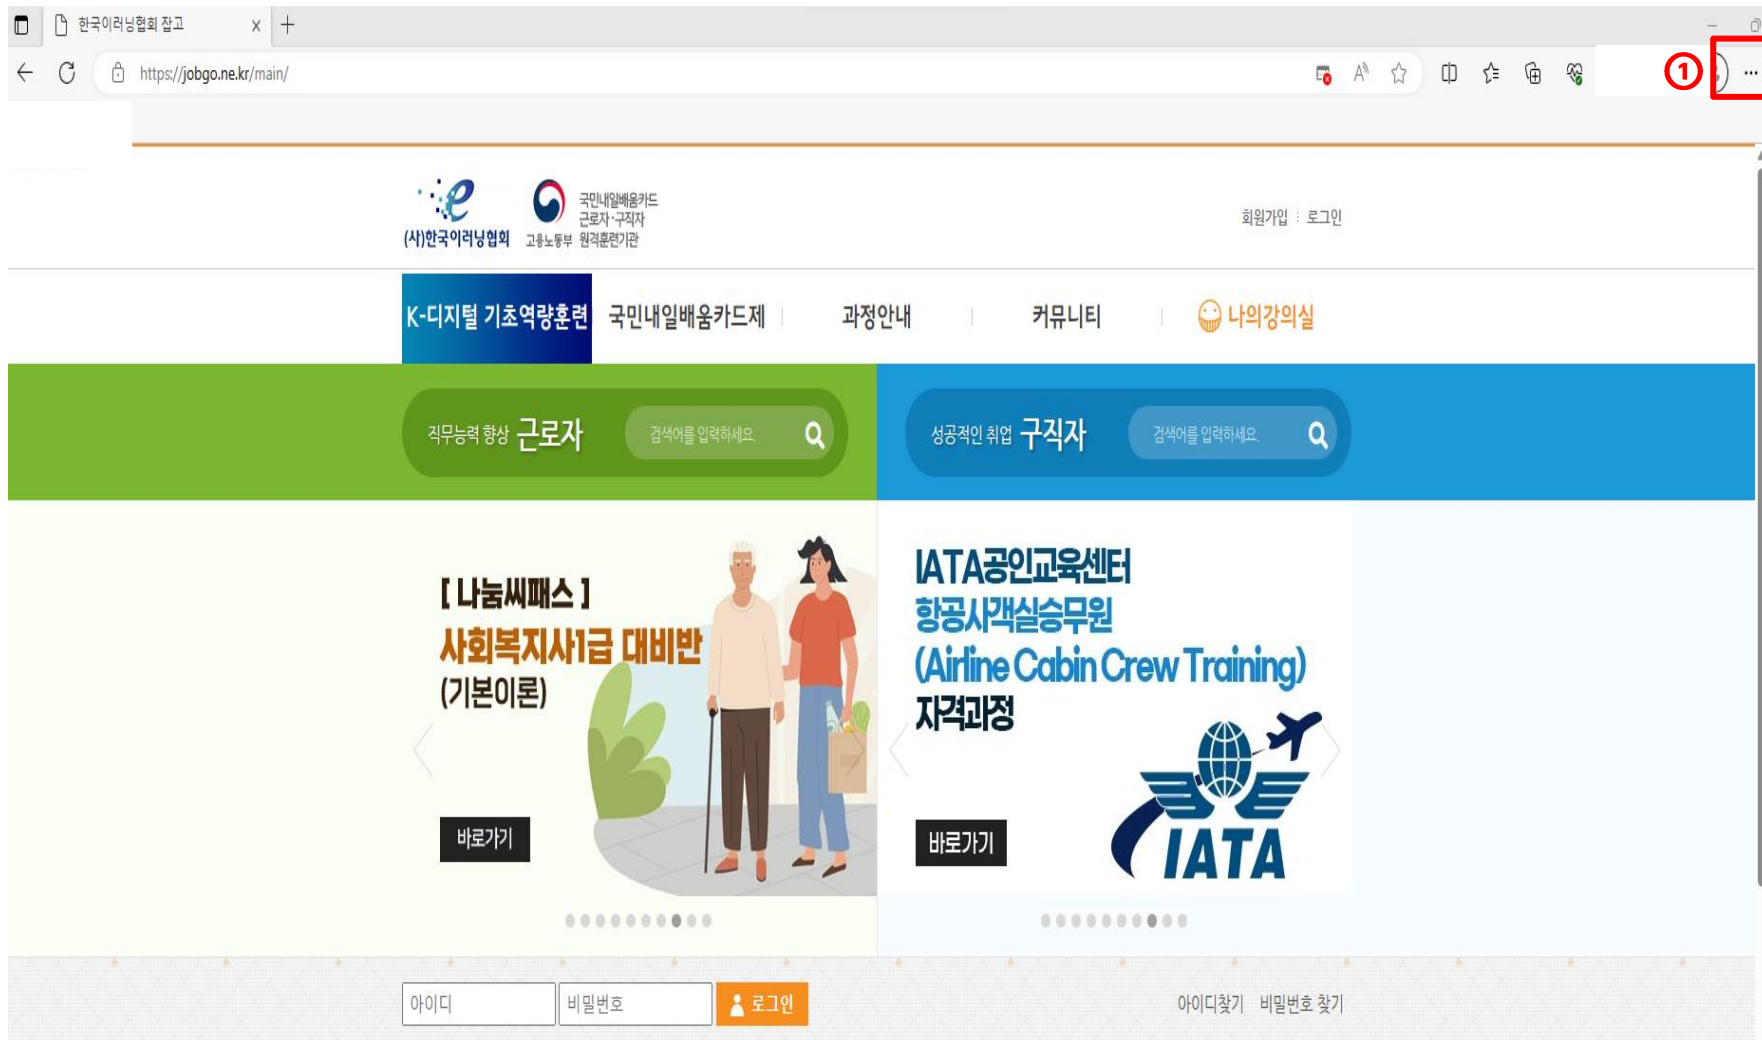 한국이러닝협회 잡고
https://jobgo.ne.kr/main/
①
(사)한국이러닝협회
고용노동부
국민내일배움카드
근로자·구직자
원격훈련기관
회원가입 로그인
K-디지털 기초역량훈련 국민내일배움카드제 과정안내 커뮤니티 나의강의실
직무능력 향상 근로자 검색어를 입력하세요.
성공적인 취업 구직자 검색어를 입력하세요.
[ 나눔씨패스 ]
사회복지사1급 대비반
(기본이론)
바로가기
IATA공인교육센터
항공사객실승무원
(Airline Cabin Crew Training)
자격과정
바로가기
IATA
아이디 비밀번호 로그인 아이디찾기 비밀번호 찾기